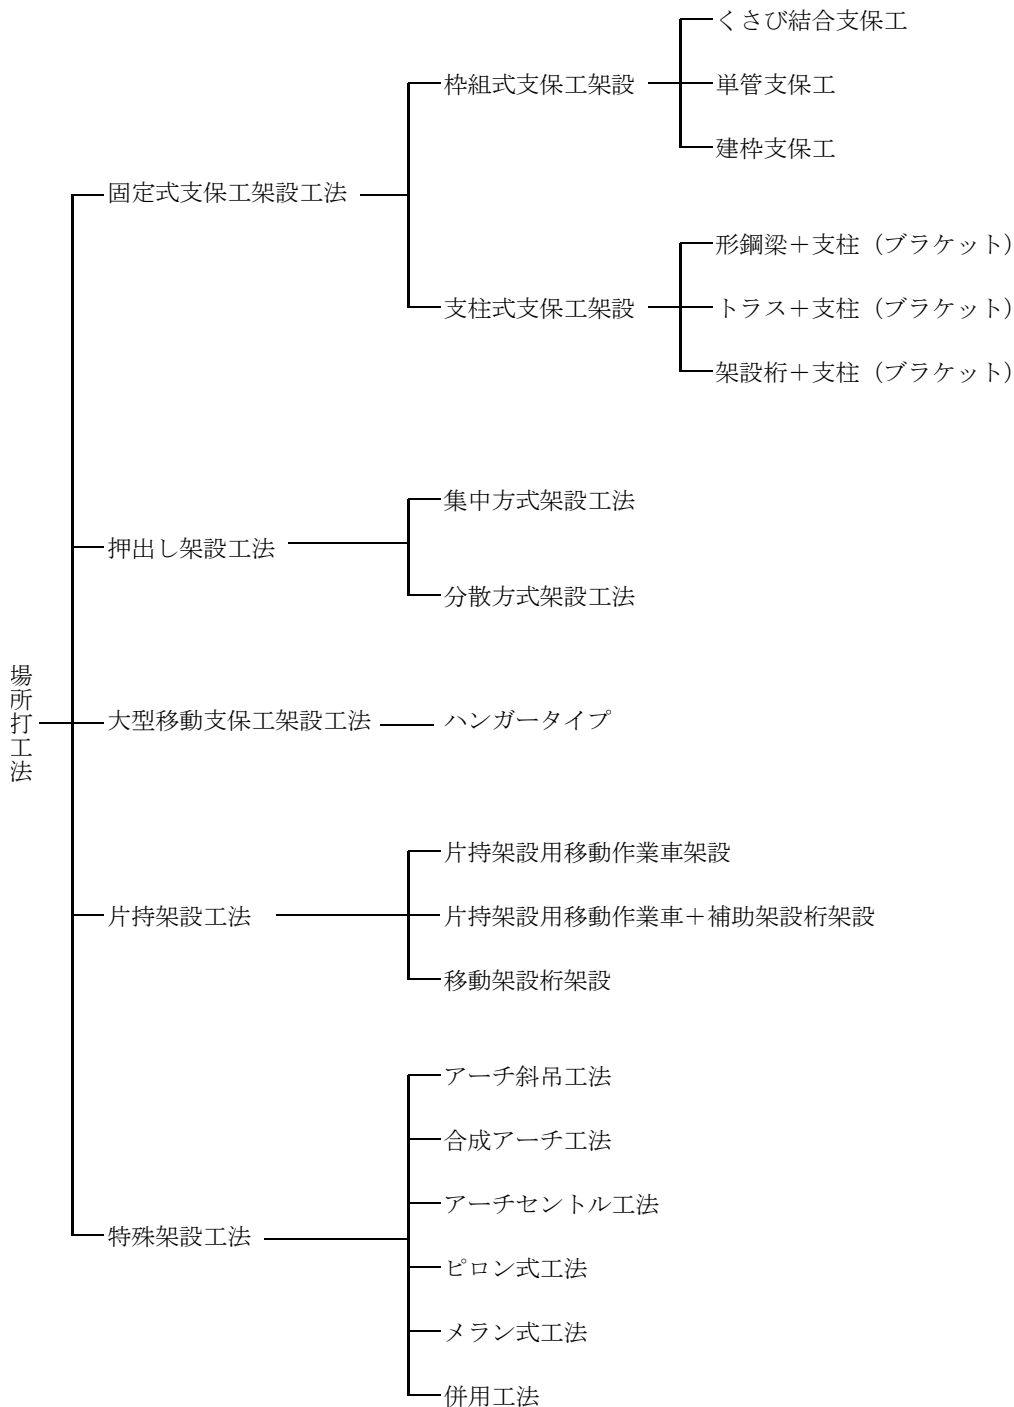 場所打工法
固定式支保工架設工法
枠組式支保工架設
くさび結合支保工
単管支保工
建枠支保工
支柱式支保工架設
形鋼梁＋支柱（ブラケット）
トラス＋支柱（ブラケット）
架設桁＋支柱（ブラケット）
押出し架設工法
集中方式架設工法
分散方式架設工法
大型移動支保工架設工法
ハンガータイプ
片持架設工法
片持架設用移動作業車架設
片持架設用移動作業車＋補助架設桁架設
移動架設桁架設
特殊架設工法
アーチ斜吊工法
合成アーチ工法
アーチセントル工法
ピロン式工法
メラン式工法
併用工法